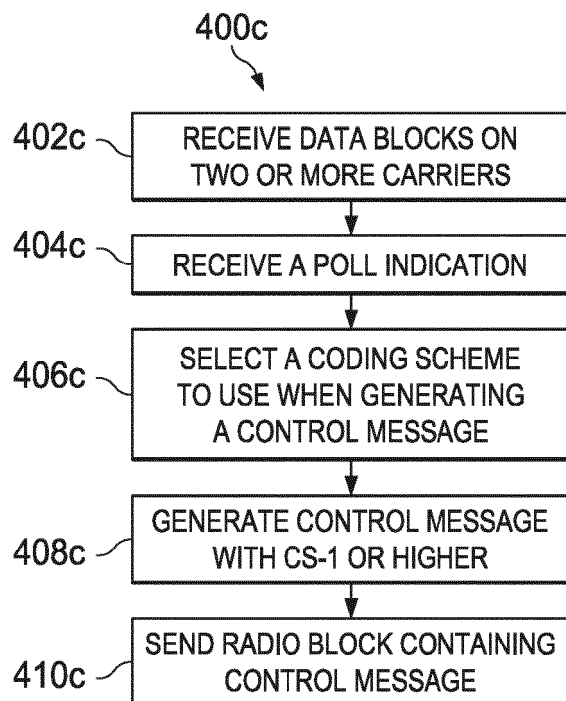 400c
402c
RECEIVE DATA BLOCKS ON
TWO OR MORE CARRIERS
404c
RECEIVE A POLL INDICATION
406c
SELECT A CODING SCHEME
TO USE WHEN GENERATING
A CONTROL MESSAGE
408c
GENERATE CONTROL MESSAGE
WITH CS-1 OR HIGHER
410c
SEND RADIO BLOCK CONTAINING
CONTROL MESSAGE